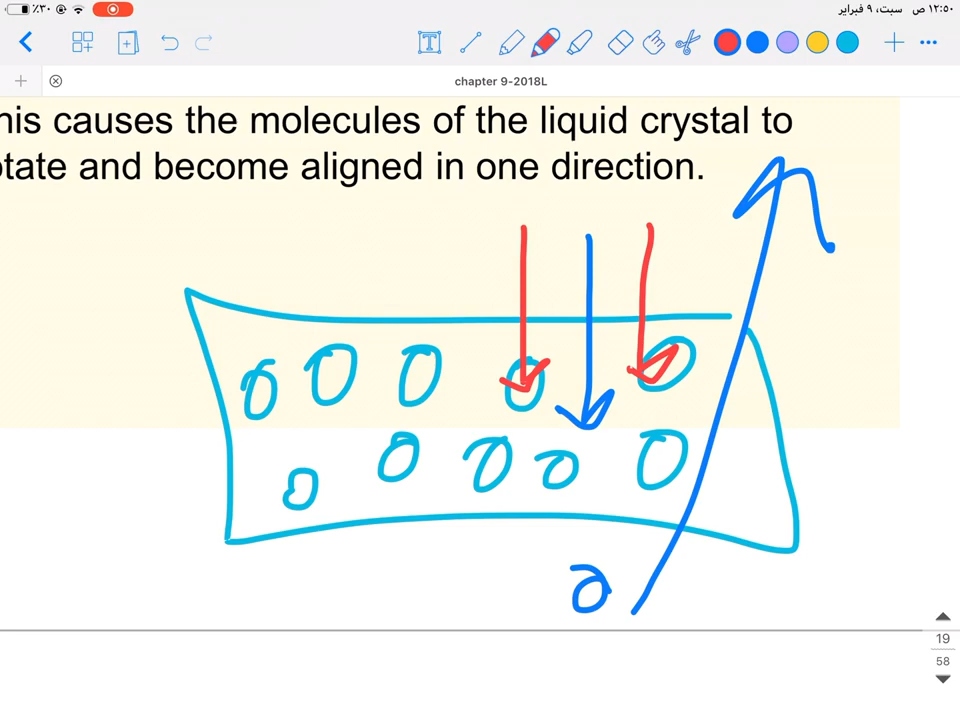 ٪٣٠ ١٢:٥٠ ص سبت، ٩ فبراير
chapter 9-2018L
his causes the molecules of the liquid crystal to
otate and become aligned in one direction.
19
58